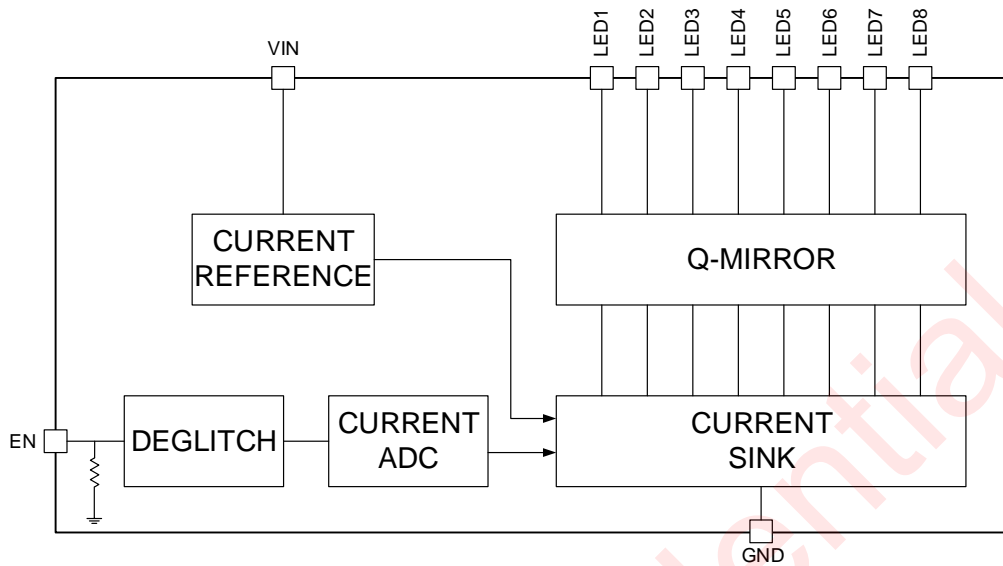 VIN
LED1
LED2
LED3
LED4
LED5
LED6
LED7
LED8
CURRENT
REFERENCE
Q-MIRROR
EN
DEGLITCH
CURRENT
ADC
CURRENT
SINK
GND